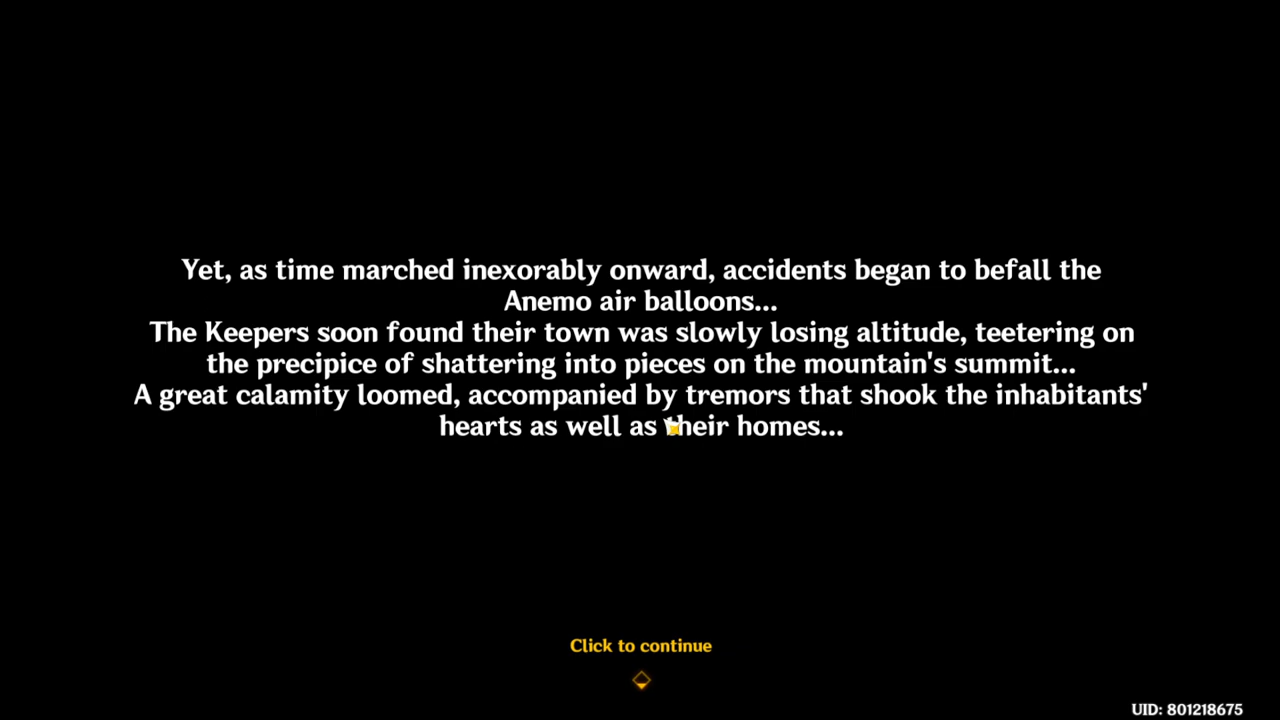 Yet, as time marched inexorably onward, accidents began to befall the
Anemo air balloons...
The Keepers soon found their town was slowly losing altitude, teetering on
the precipice of shattering into pieces on the mountain's summit...
A great calamity loomed, accompanied by tremors that shook the inhabitants'
hearts as well as their homes...
Click to continue
UID: 801218675